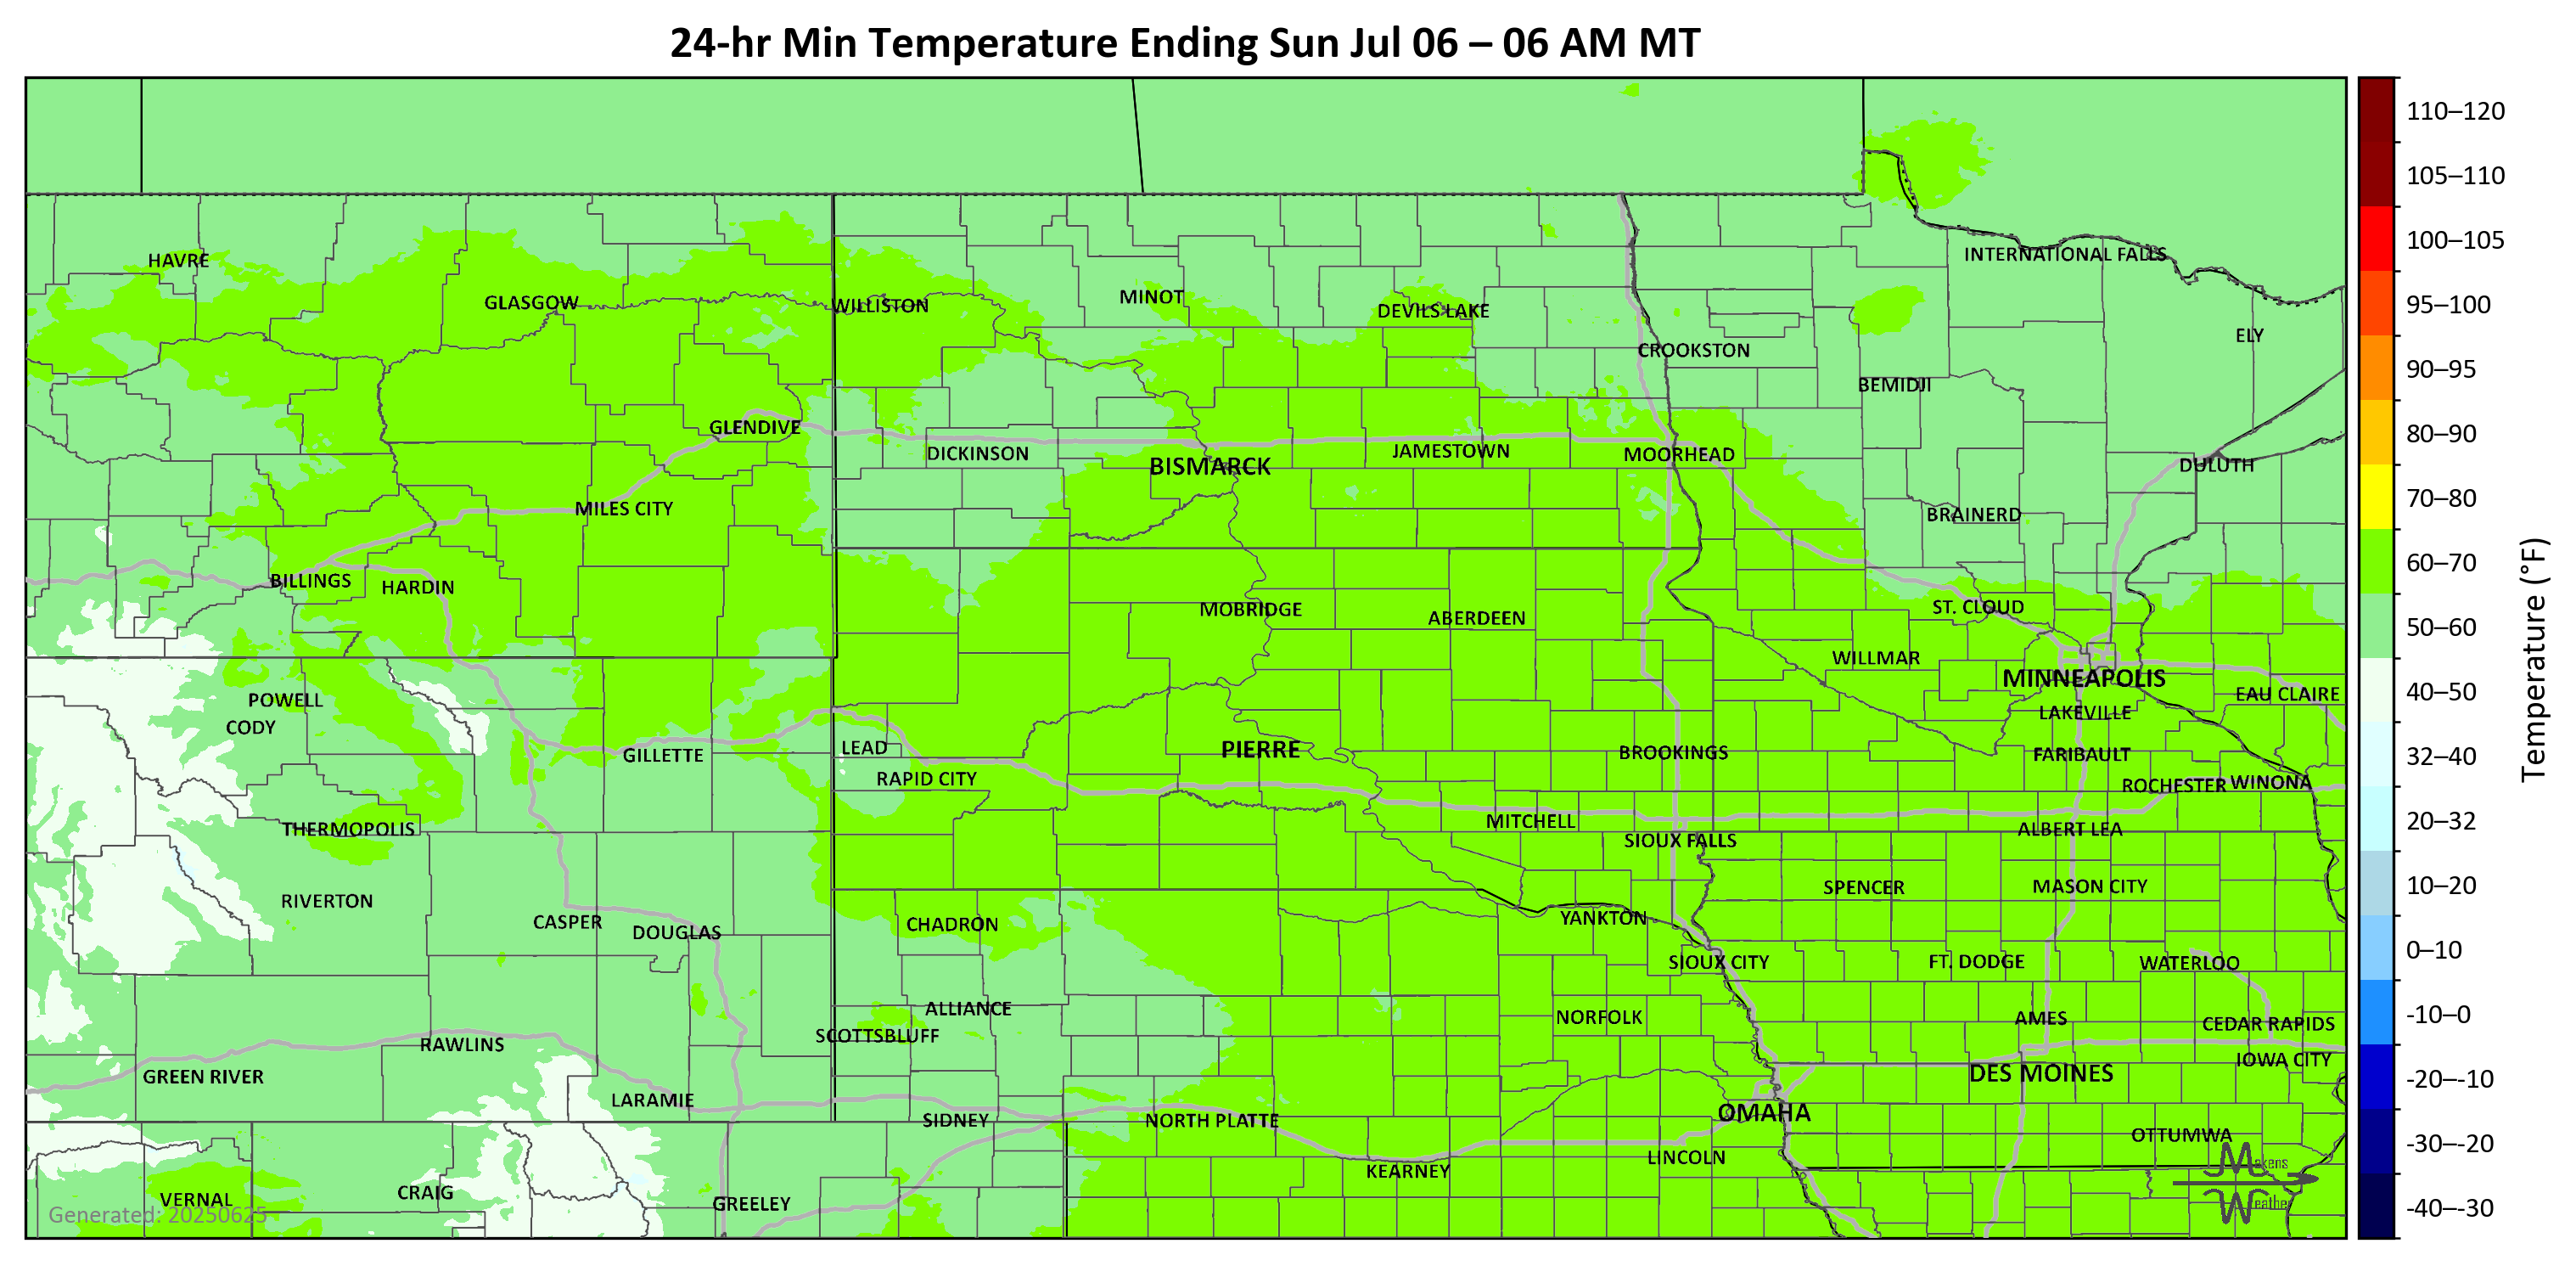 24-hr Min Temperature Ending Sun Jul 06 – 06 AM MT
110–120
105–110
100–105
95–100
90–95
80–90
70–80
60–70
50–60
40–50
32–40
20–32
10–20
0–10
-10–0
-20–-10
-30–-20
-40–-30
Temperature (°F)
HAVRE
GLASGOW
WILLISTON
MINOT
DEVILS LAKE
INTERNATIONAL FALLS
CROOKSTON
ELY
BEMIDJI
GLENDIVE
DICKINSON
BISMARCK
JAMESTOWN
MOORHEAD
DULUTH
MILES CITY
BRAINERD
BILLINGS
HARDIN
MOBRIDGE
ABERDEEN
ST. CLOUD
WILLMAR
MINNEAPOLIS
EAU CLAIRE
POWELL
CODY
LAKEVILLE
GILLETTE
LEAD
PIERRE
BROOKINGS
FARIBAULT
RAPID CITY
ROCHESTER
WINONA
THERMOPOLIS
MITCHELL
SIOUX FALLS
ALBERT LEA
RIVERTON
SPENCER
MASON CITY
CASPER
DOUGLAS
CHADRON
YANKTON
SIOUX CITY
FT. DODGE
WATERLOO
ALLIANCE
SCOTTSBLUFF
NORFOLK
AMES
CEDAR RAPIDS
RAWLINS
IOWA CITY
GREEN RIVER
DES MOINES
LARAMIE
SIDNEY
NORTH PLATTE
OMAHA
OTTUMWA
LINCOLN
KEARNEY
VERNAL
CRAIG
GREELEY
Generated: 20250625
Makens
Weather